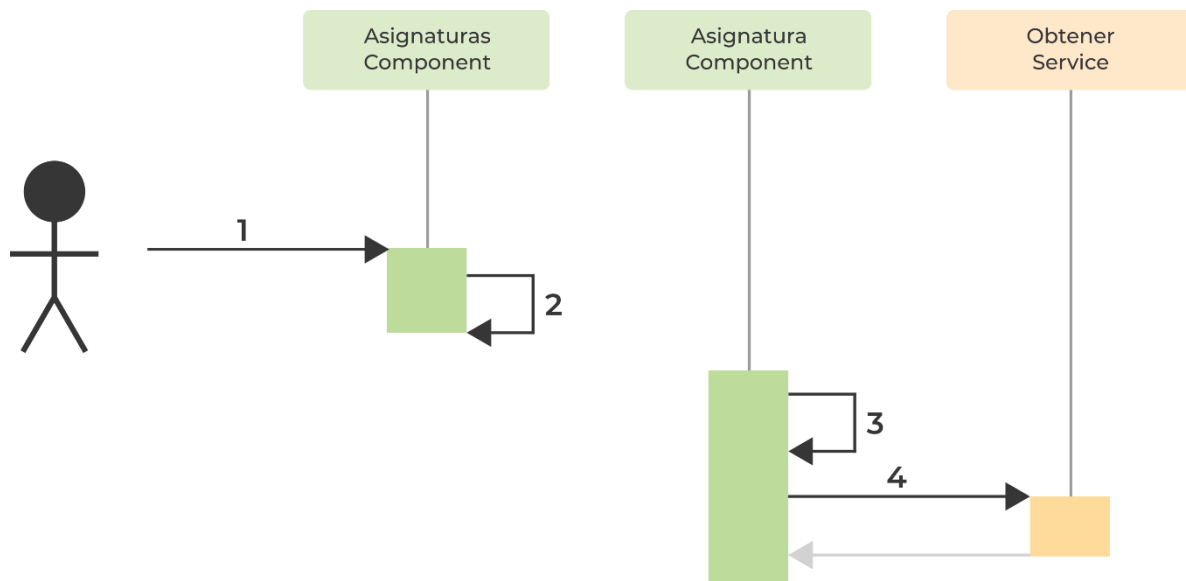 Asignaturas
Component
Asignatura
Component
Obtener
Service
1
2
3
4